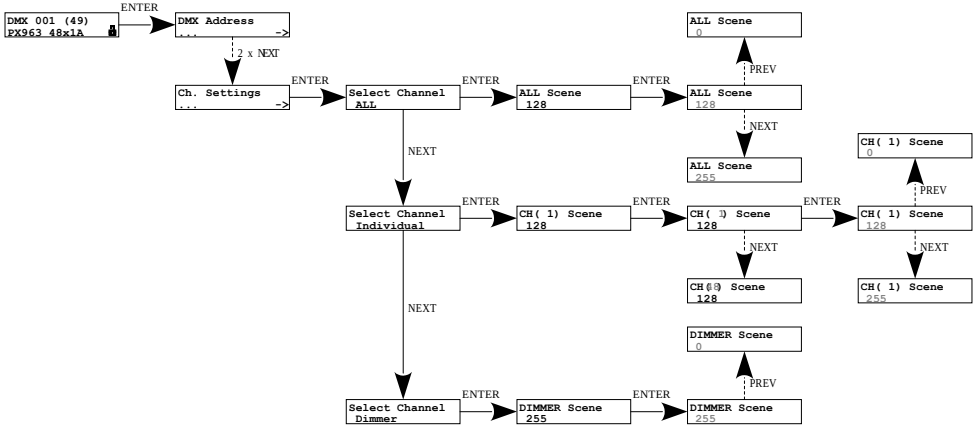 ENTER
DMX 001 (49)
PX963 48x1A
DMX Address
... ->
2 x NEXT
Ch. Settings
... ->
ENTER
Select Channel
ALL
ENTER
ALL Scene
128
ENTER
ALL Scene
128
PREV
ALL Scene
0
NEXT
ALL Scene
255
NEXT
Select Channel
Individual
ENTER
CH( 1) Scene
128
ENTER
CH( 1) Scene
128
NEXT
CH(48) Scene
128
ENTER
CH( 1) Scene
128
PREV
CH( 1) Scene
0
NEXT
CH( 1) Scene
255
NEXT
Select Channel
Dimmer
ENTER
DIMMER Scene
255
ENTER
DIMMER Scene
255
PREV
DIMMER Scene
0